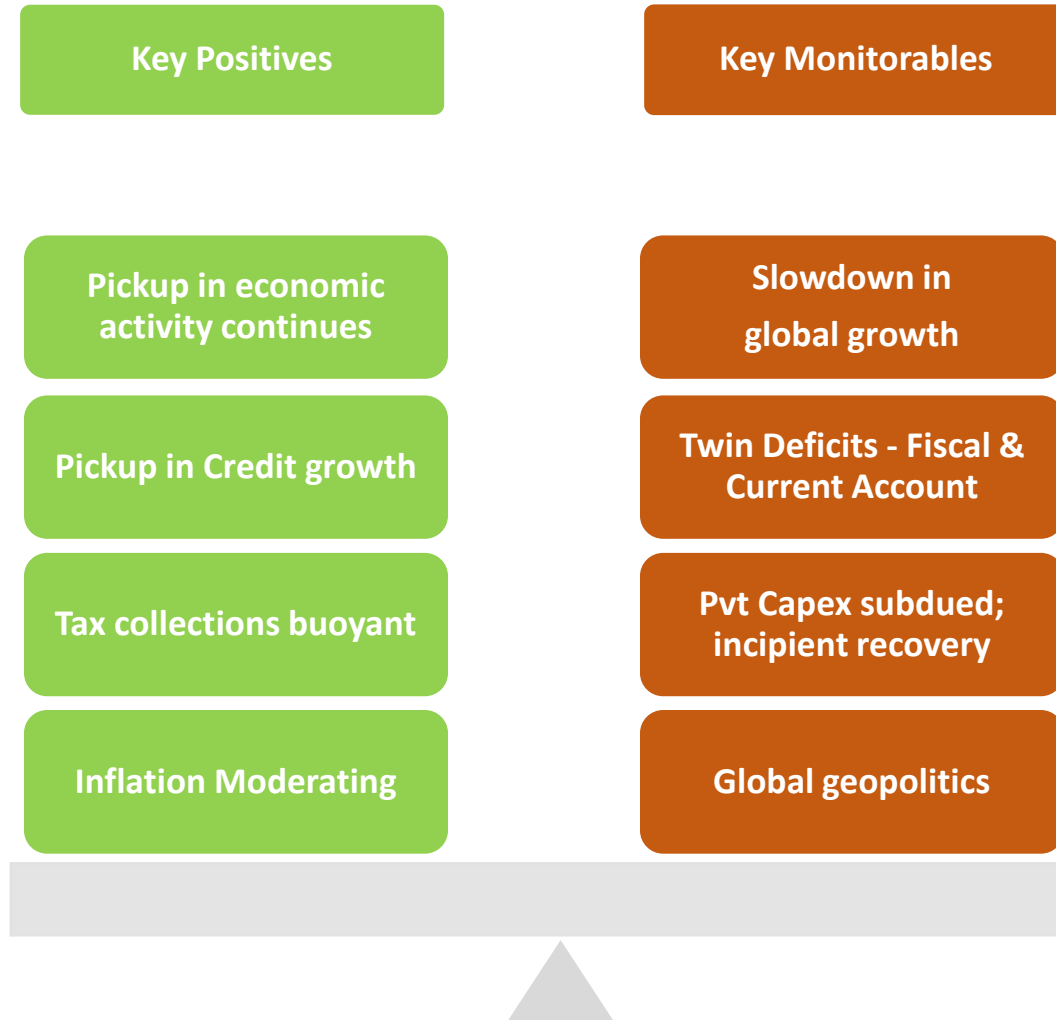 Key Positives
Key Monitorables
Pickup in economic
activity continues
Slowdown in
global growth
Pickup in Credit growth
Twin Deficits - Fiscal &
Current Account
Tax collections buoyant
Pvt Capex subdued;
incipient recovery
Inflation Moderating
Global geopolitics